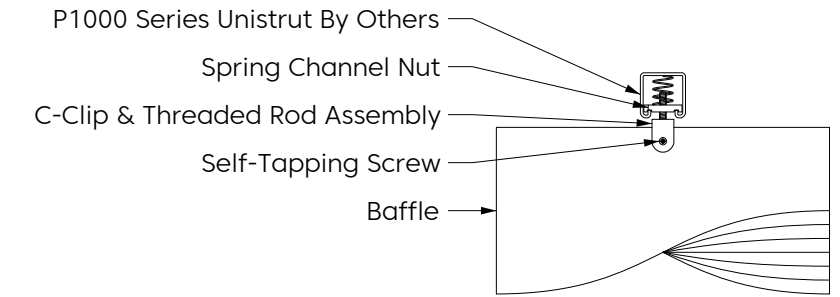 P1000 Series Unistrut By Others
Spring Channel Nut
C-Clip & Threaded Rod Assembly
Self-Tapping Screw
Baffle